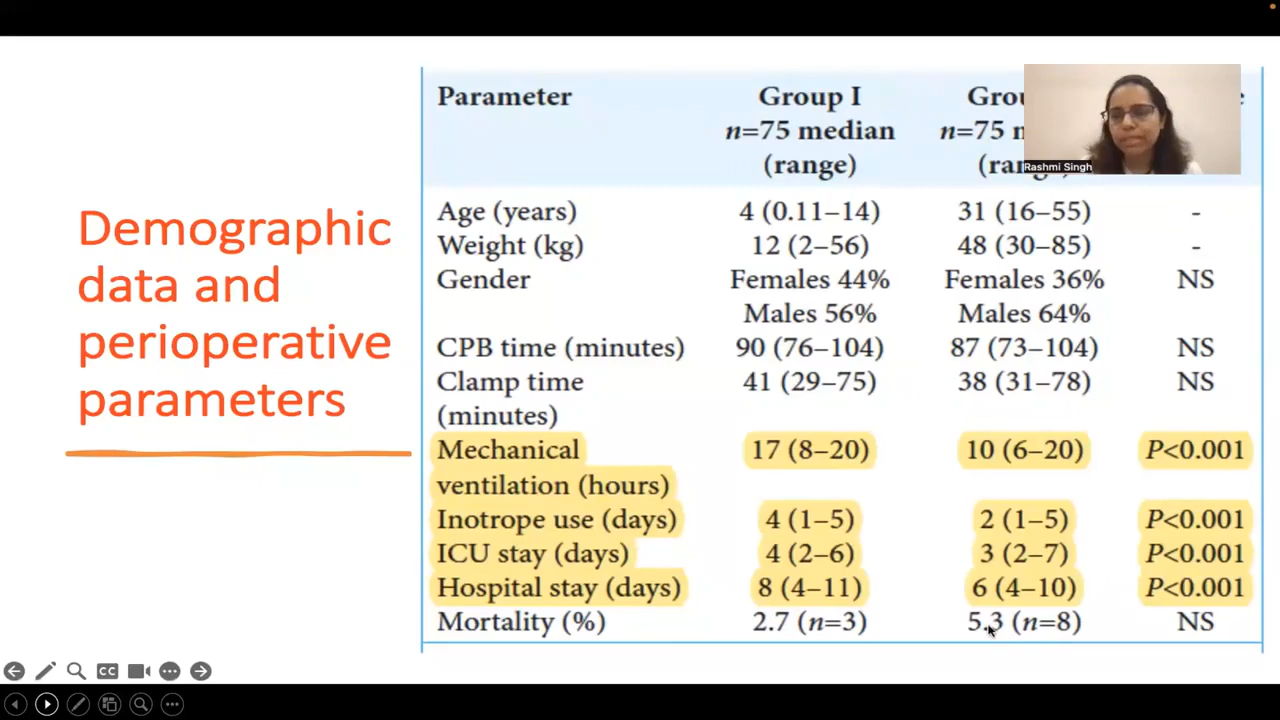 Demographic
data and
perioperative
parameters
Parameter Group I
n=75 median n=75
(range)
Age (years) 4 (0.11–14) 31 (16–55) -
Weight (kg) 12 (2–56) 48 (30–85) -
Gender Females 44% Females 36% NS
Males 56% Males 64%
CPB time (minutes) 90 (76–104) 87 (73–104) NS
Clamp time 41 (29–75) 38 (31–78) NS
(minutes)
Mechanical 17 (8–20) 10 (6–20) P<0.001
ventilation (hours)
Inotrope use (days) 4 (1–5) 2 (1–5) P<0.001
ICU stay (days) 4 (2–6) 3 (2–7) P<0.001
Hospital stay (days) 8 (4–11) 6 (4–10) P<0.001
Mortality (%) 2.7 (n=3) 5.3 (n=8) NS
Rashmi Singh
CC